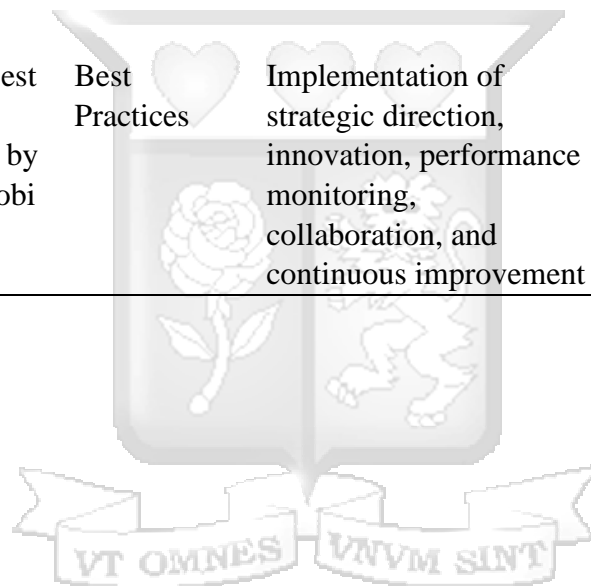 est Best Implementation of
Practices strategic direction,
by innovation, performance
obi monitoring,
collaboration, and
continuous improvement
VT OMNES VNVM SINT